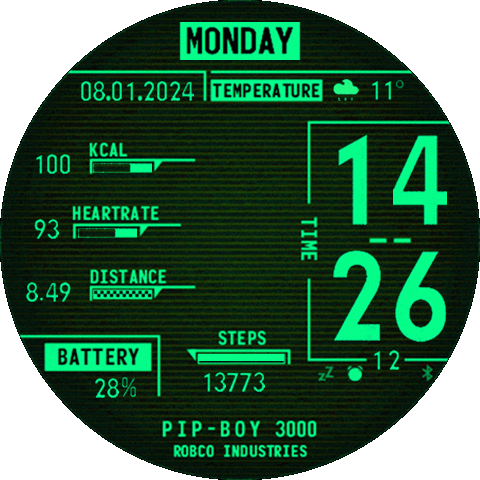 MONDAY
08.01.2024 TEMPERATURE 11°
KCAL
100
HEARTRATE
93
DISTANCE
8.49
TIME
14
26
12
zZ
STEPS
13773
BATTERY
28%
PIP-BOY 3000
ROBCO INDUSTRIES